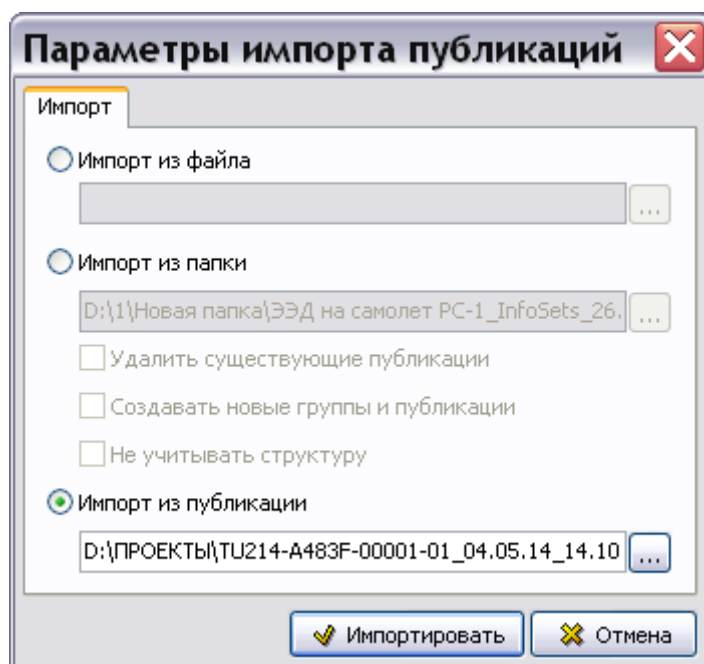 Параметры импорта публикаций
Импорт
Импорт из файла
...
Импорт из папки
D:\1\Новая папка\ЭЭД на самолет РС-1_InfoSets_26. ...
Удалить существующие публикации
Создавать новые группы и публикации
Не учитывать структуру
Импорт из публикации
D:\ПРОЕКТЫ\TU214-A483F-00001-01_04.05.14_14.10 ...
Импортировать Отмена